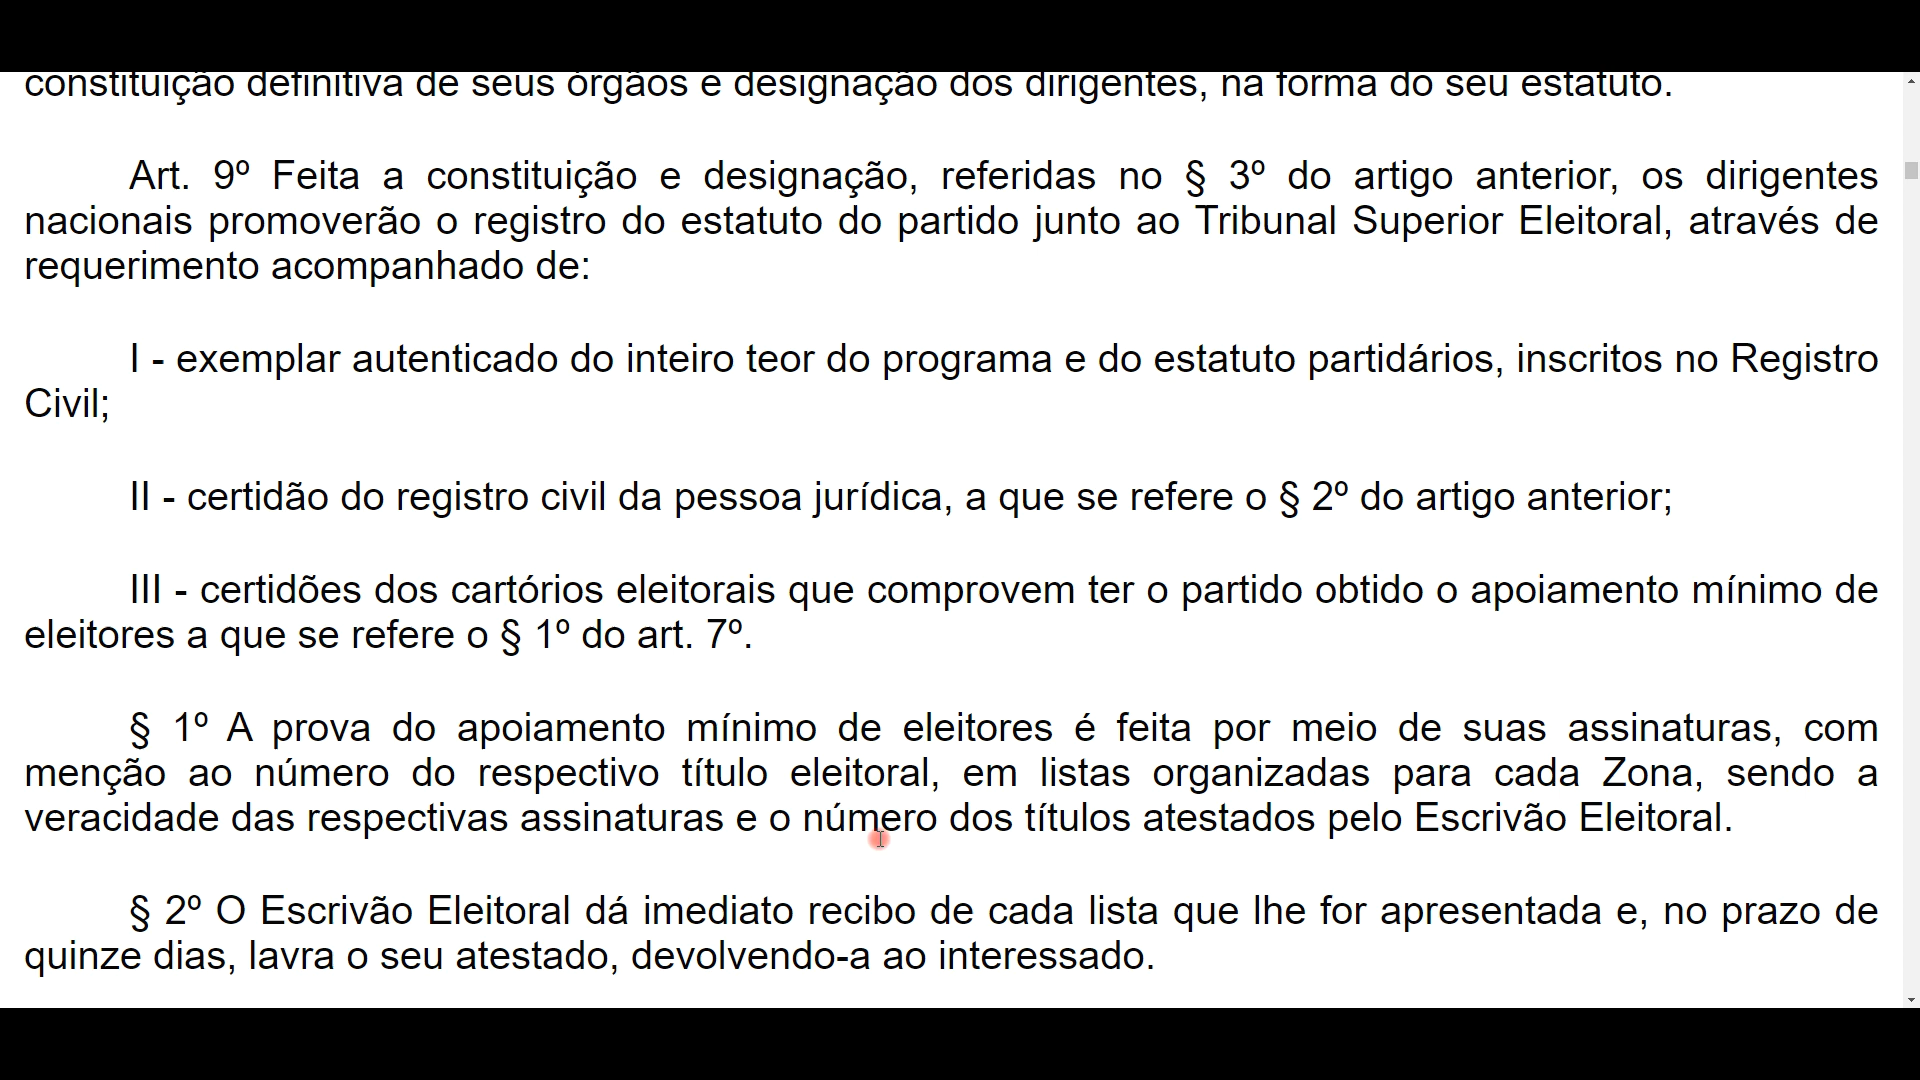 constituição definitiva de seus órgãos e designação dos dirigentes, na forma do seu estatuto.
Art. 9º Feita a constituição e designação, referidas no § 3º do artigo anterior, os dirigentes
nacionais promoverão o registro do estatuto do partido junto ao Tribunal Superior Eleitoral, através de
requerimento acompanhado de:
I - exemplar autenticado do inteiro teor do programa e do estatuto partidários, inscritos no Registro
Civil;
II - certidão do registro civil da pessoa jurídica, a que se refere o § 2º do artigo anterior;
III - certidões dos cartórios eleitorais que comprovem ter o partido obtido o apoiamento mínimo de
eleitores a que se refere o § 1º do art. 7º.
§ 1º A prova do apoiamento mínimo de eleitores é feita por meio de suas assinaturas, com
menção ao número do respectivo título eleitoral, em listas organizadas para cada Zona, sendo a
veracidade das respectivas assinaturas e o número dos títulos atestados pelo Escrivão Eleitoral.
§ 2º O Escrivão Eleitoral dá imediato recibo de cada lista que lhe for apresentada e, no prazo de
quinze dias, lavra o seu atestado, devolvendo-a ao interessado.